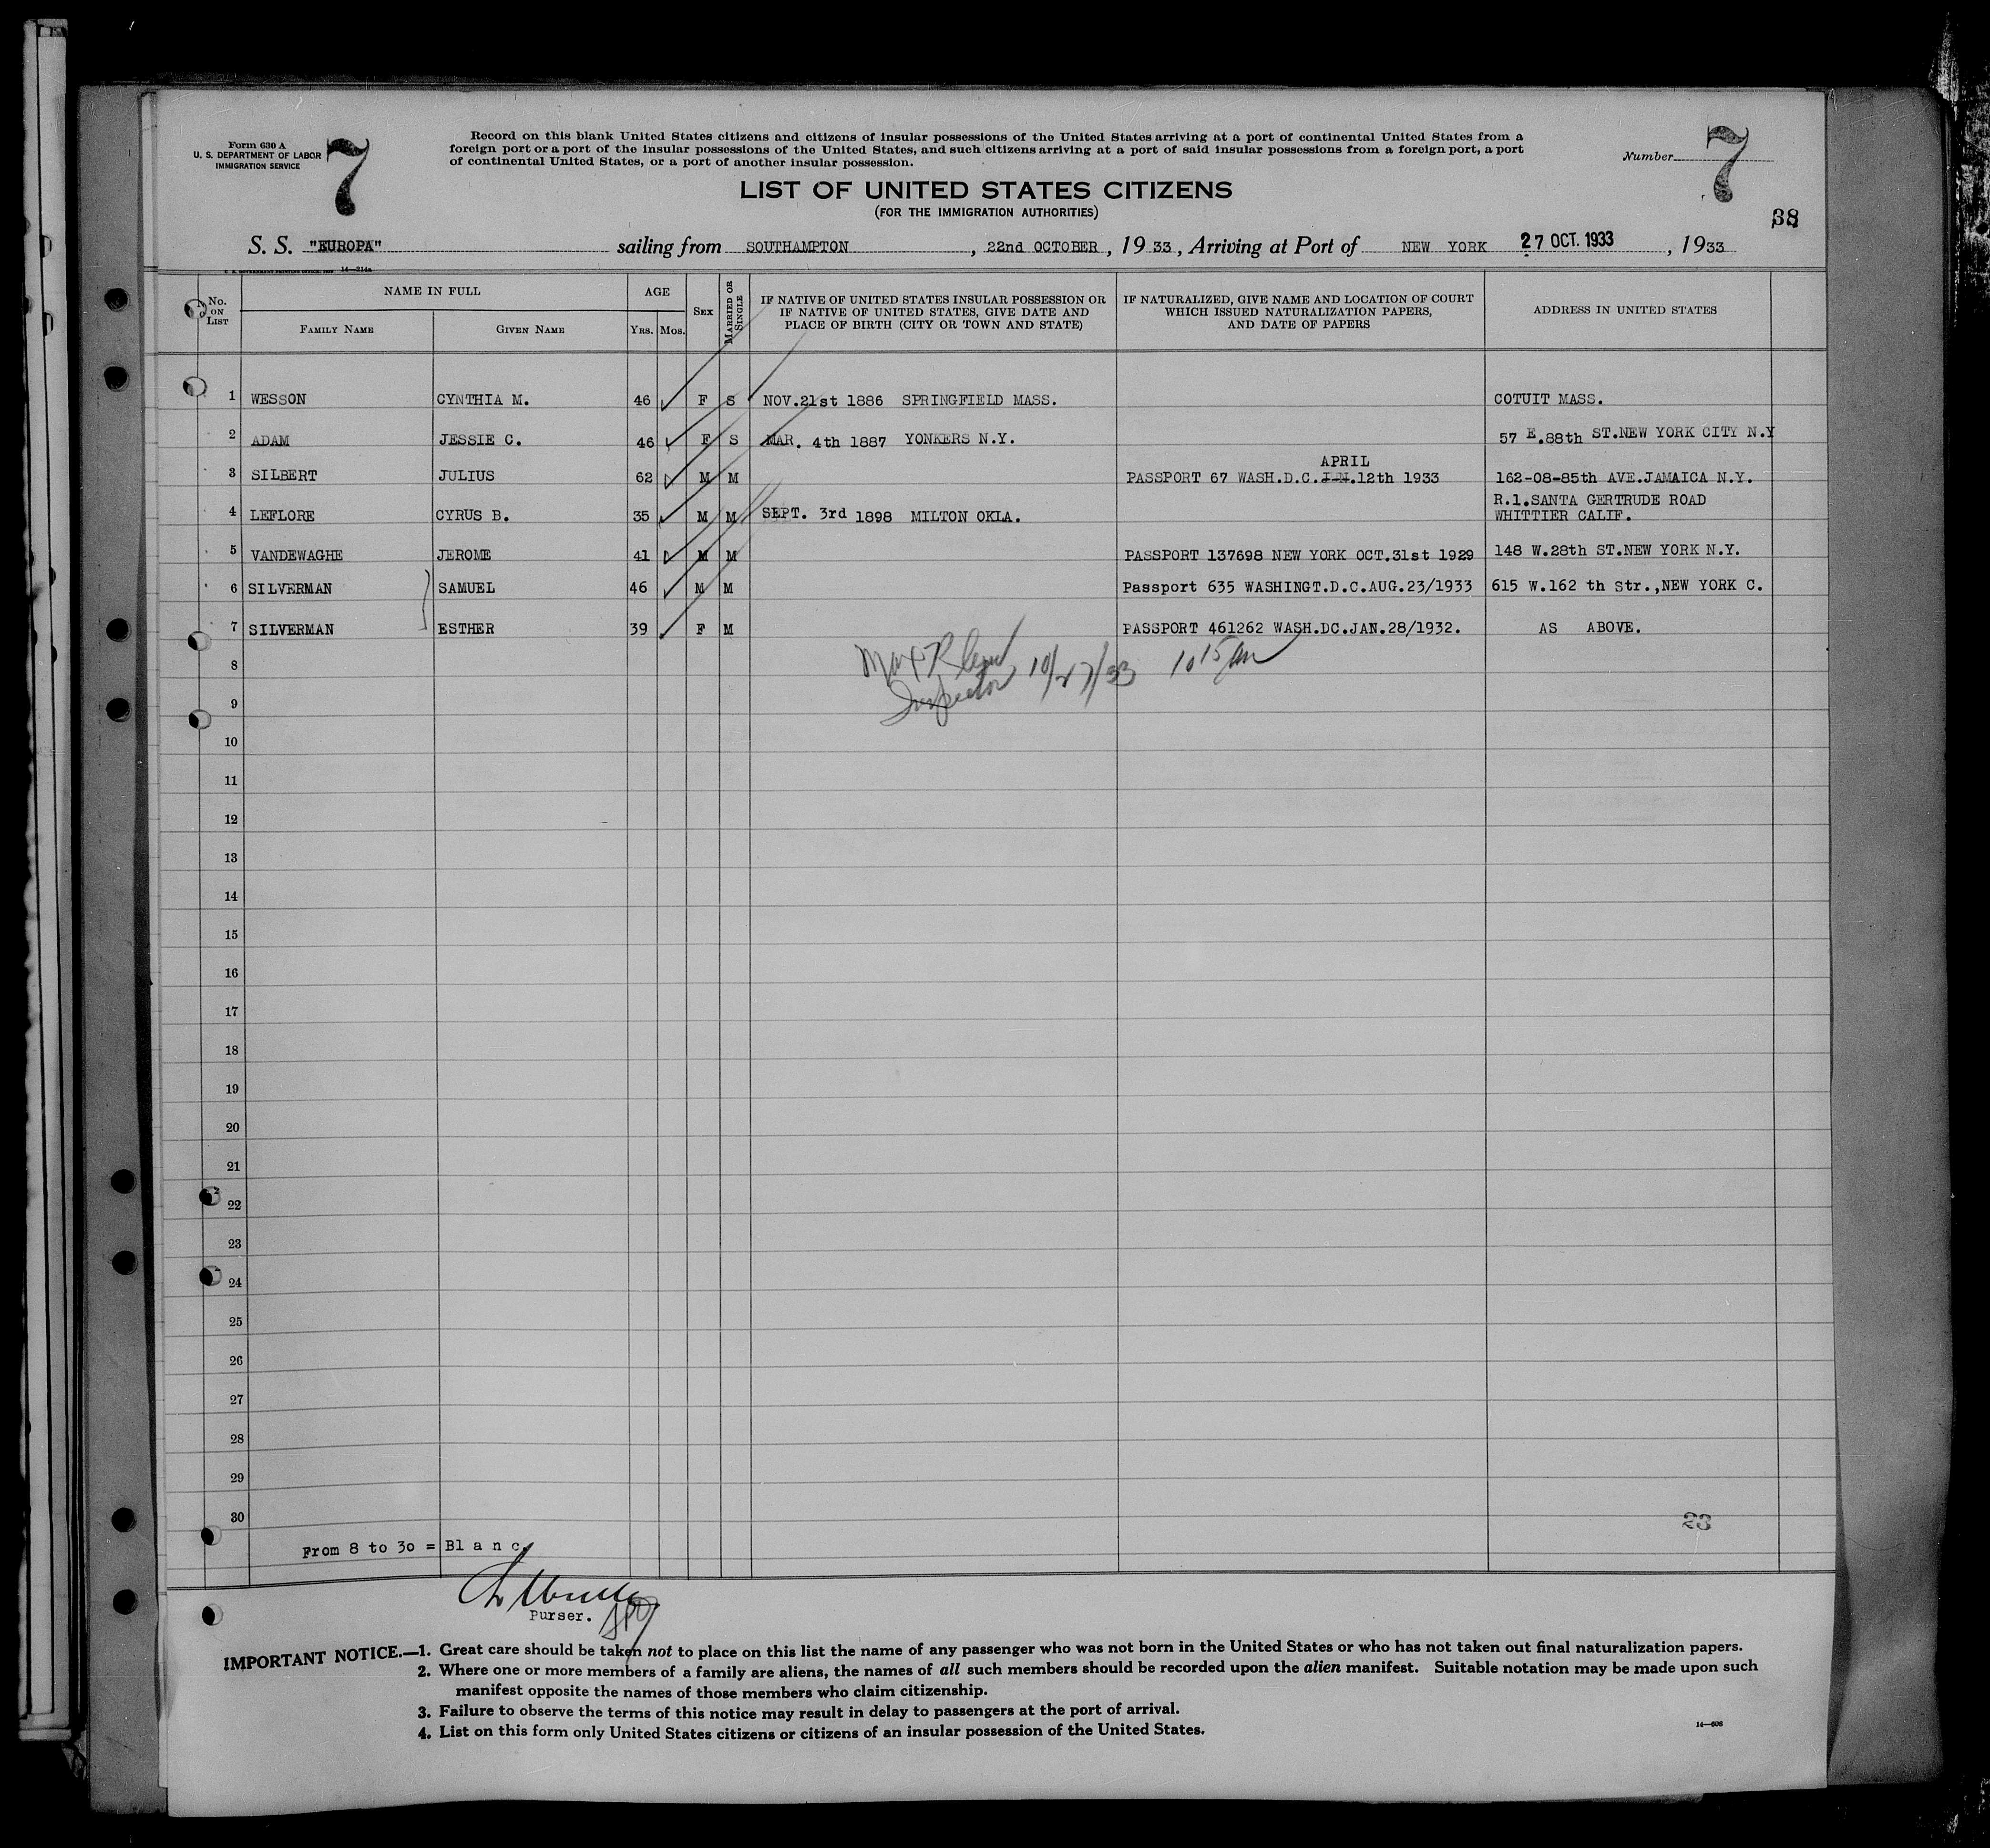 Form 630 A
U. S. DEPARTMENT OF LABOR
IMMIGRATION SERVICE
7
Record on this blank United States citizens and citizens of insular possessions of the United States arriving at a port of continental United States from a
foreign port or a port of the insular possessions of the United States, and such citizens arriving at a port of said insular possessions from a foreign port, a port
of continental United States, or a port of another insular possession.
Number 7
LIST OF UNITED STATES CITIZENS
(FOR THE IMMIGRATION AUTHORITIES)
38
S. S. "EUROPA" sailing from SOUTHAMPTON, 22nd OCTOBER, 1933, Arriving at Port of NEW YORK 27 OCT. 1933, 1933
No. ON LIST
NAME IN FULL
FAMILY NAME GIVEN NAME
AGE
YRS. MOS.
SEX
MARRIED OR SINGLE
IF NATIVE OF UNITED STATES INSULAR POSSESSION OR
IF NATIVE OF UNITED STATES, GIVE DATE AND
PLACE OF BIRTH (CITY OR TOWN AND STATE)
IF NATURALIZED, GIVE NAME AND LOCATION OF COURT
WHICH ISSUED NATURALIZATION PAPERS,
AND DATE OF PAPERS
ADDRESS IN UNITED STATES
1 WESSON CYNTHIA M. 46 F S NOV.21st 1886 SPRINGFIELD MASS. COTUIT MASS.
2 ADAM JESSIE C. 46 F S MAR. 4th 1887 YONKERS N.Y. 57 E.88th ST.NEW YORK CITY N.Y
APRIL
3 SILBERT JULIUS 62 M M PASSPORT 67 WASH.D.C. 12th 1933 162-08-85th AVE.JAMAICA N.Y.
R.1.SANTA GERTRUDE ROAD
4 LEFLORE CYRUS B. 35 M M SEPT. 3rd 1898 MILTON OKLA. WHITTIER CALIF.
5 VANDEWAGHE JEROME 41 M M PASSPORT 137698 NEW YORK OCT.31st 1929 148 W.28th ST.NEW YORK N.Y.
6 SILVERMAN SAMUEL 46 M M Passport 635 WASHINGT.D.C.AUG.23/1933 615 W.162 th Str.,NEW YORK C.
7 SILVERMAN ESTHER 39 F M PASSPORT 461262 WASH.DC.JAN.28/1932. AS ABOVE.
8
Inspector 10/27/33 10 15 am
9
10
11
12
13
14
15
16
17
18
19
20
21
22
23
24
25
26
27
28
29
30
23
From 8 to 30 = Blanc.
Purser.
IMPORTANT NOTICE.—1. Great care should be taken not to place on this list the name of any passenger who was not born in the United States or who has not taken out final naturalization papers.
2. Where one or more members of a family are aliens, the names of all such members should be recorded upon the alien manifest. Suitable notation may be made upon such
manifest opposite the names of those members who claim citizenship.
3. Failure to observe the terms of this notice may result in delay to passengers at the port of arrival.
4. List on this form only United States citizens or citizens of an insular possession of the United States.
14—608